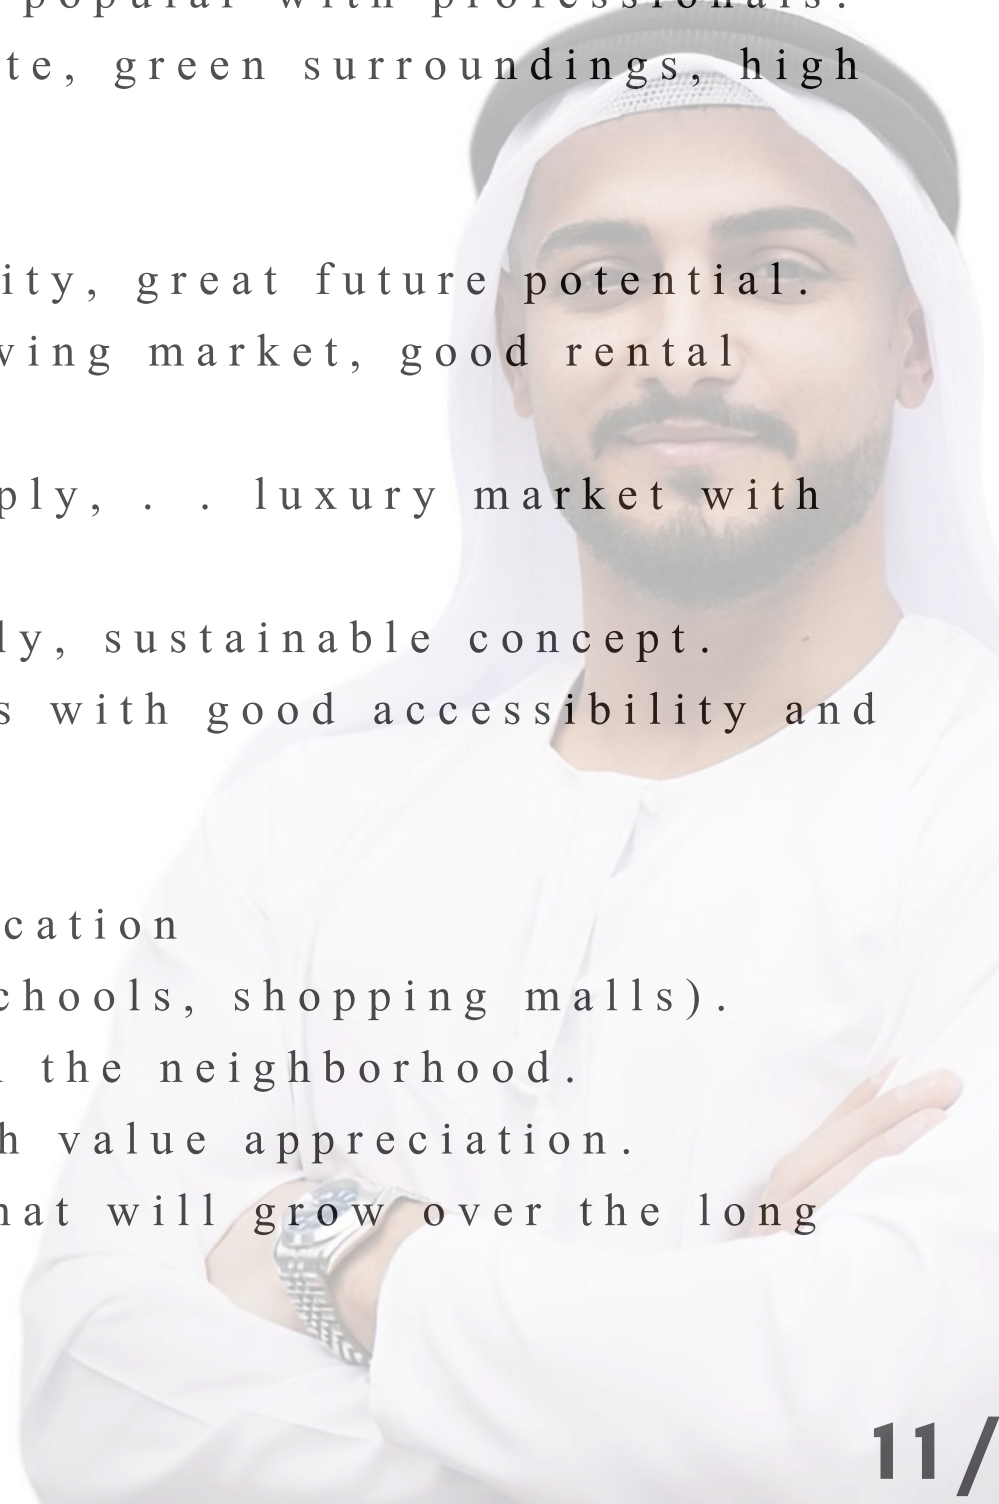 popular with professionals.
te, green surroundings, high
ity, great future potential.
ving market, good rental
ply, . . luxury market with
ly, sustainable concept.
s with good accessibility and
cation
chools, shopping malls).
the neighborhood.
h value appreciation.
hat will grow over the long
11/